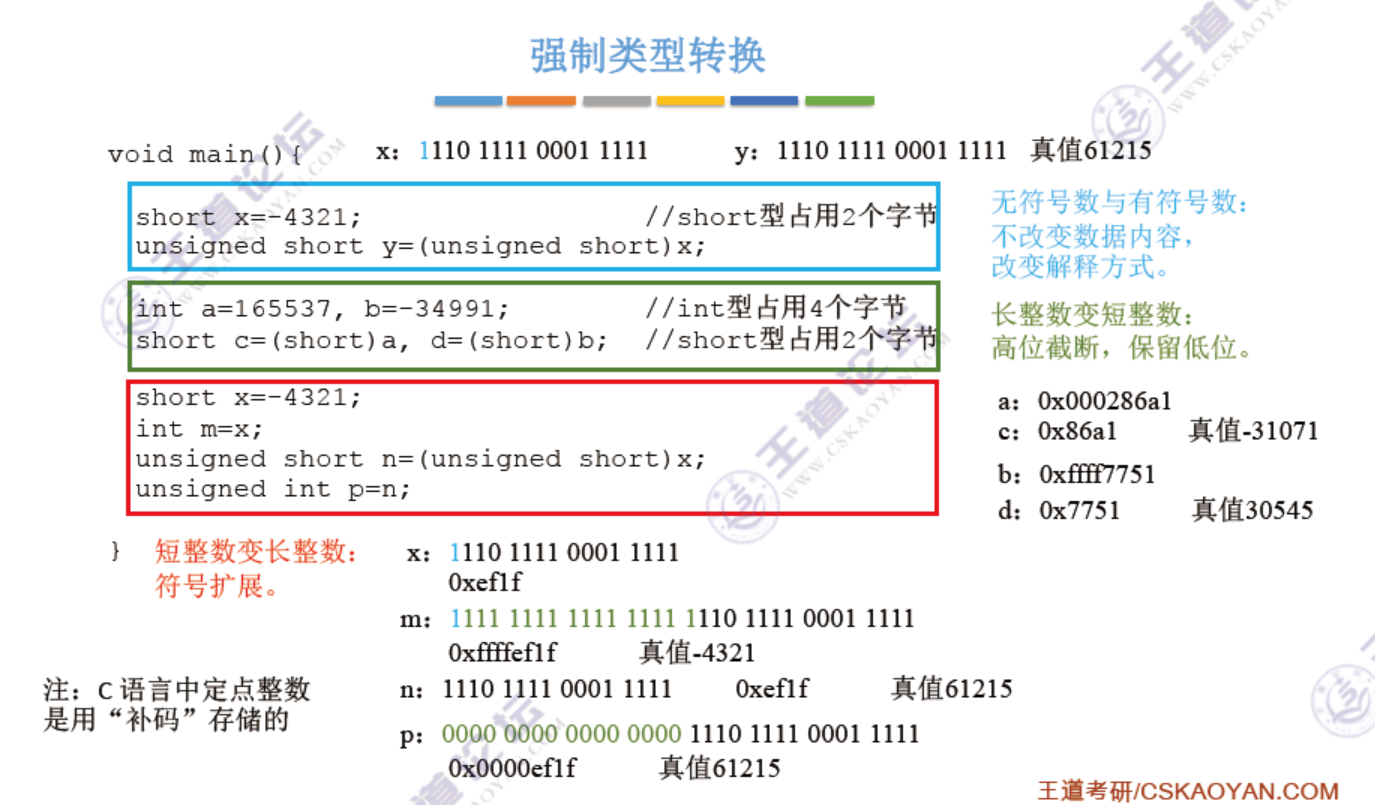 强制类型转换
void main(){ x：1110 1111 0001 1111 y：1110 1111 0001 1111 真值61215
short x=-4321; //short型占用2个字节
unsigned short y=(unsigned short)x;
无符号数与有符号数：
不改变数据内容，
改变解释方式。
int a=165537, b=-34991; //int型占用4个字节
short c=(short)a, d=(short)b; //short型占用2个字节
长整数变短整数：
高位截断，保留低位。
short x=-4321;
int m=x;
unsigned short n=(unsigned short)x;
unsigned int p=n;
a：0x000286a1
c：0x86a1 真值-31071
b：0xffff7751
d：0x7751 真值30545
}
短整数变长整数：
符号扩展。
x：1110 1111 0001 1111
0xef1f
m：1111 1111 1111 1111 1110 1111 0001 1111
0xffffef1f 真值-4321
n：1110 1111 0001 1111 0xef1f 真值61215
p：0000 0000 0000 0000 1110 1111 0001 1111
0x0000ef1f 真值61215
注：C 语言中定点整数
是用“补码”存储的
王道考研/CSKAOYAN.COM
王道论坛
WWW.CSKAOYAN.COM